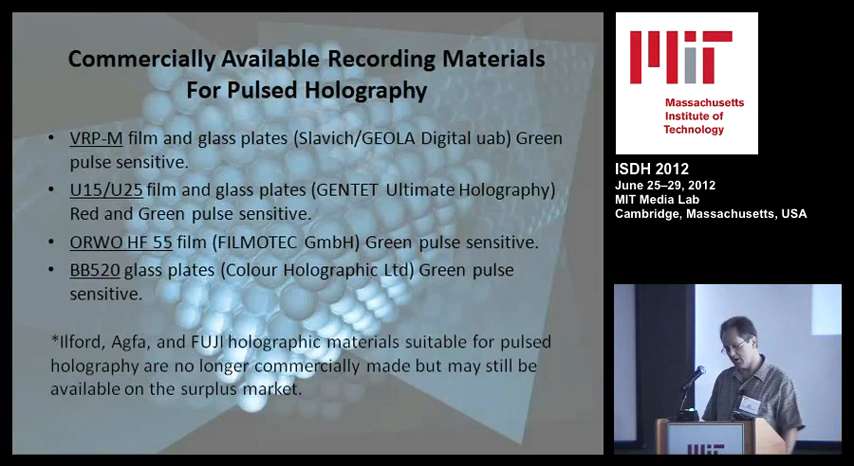 Commercially Available Recording Materials
For Pulsed Holography
• VRP-M film and glass plates (Slavich/GEOLA Digital uab) Green
pulse sensitive.
• U15/U25 film and glass plates (GENTET Ultimate Holography)
Red and Green pulse sensitive.
• ORWO HF 55 film (FILMOTEC GmbH) Green pulse sensitive.
• BB520 glass plates (Colour Holographic Ltd) Green pulse
sensitive.
*Ilford, Agfa, and FUJI holographic materials suitable for pulsed
holography are no longer commercially made but may still be
available on the surplus market.
MIT
Massachusetts
Institute of
Technology
ISDH 2012
June 25–29, 2012
MIT Media Lab
Cambridge, Massachusetts, USA
MIT